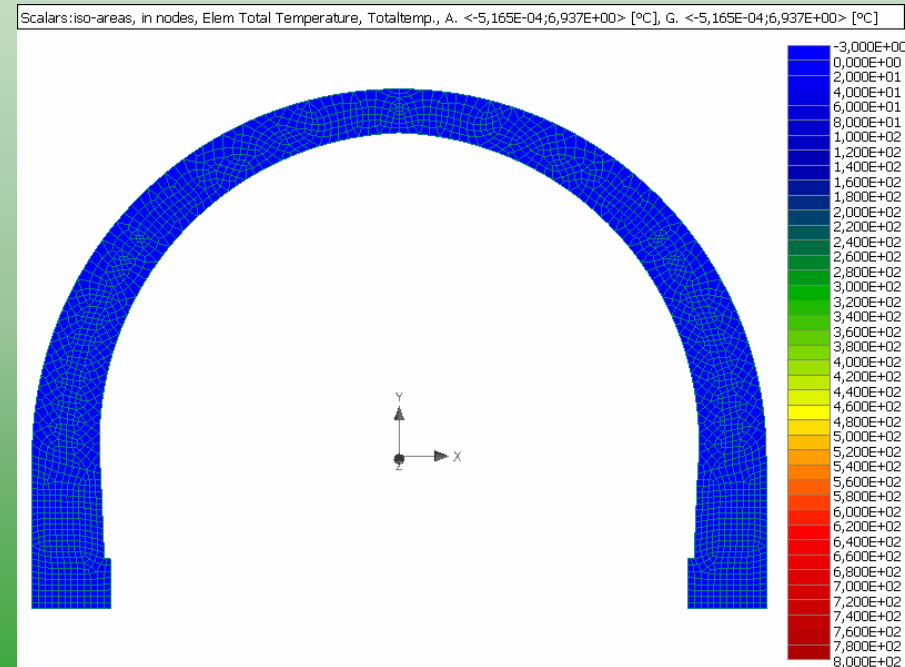 Scalars:iso-areas, in nodes, Elem Total Temperature, Totaltemp., A. <-5,165E-04;6,937E+00> [°C], G. <-5,165E-04;6,937E+00> [°C]
-3,000E+00
0,000E+00
2,000E+01
4,000E+01
6,000E+01
8,000E+01
1,000E+02
1,200E+02
1,400E+02
1,600E+02
1,800E+02
2,000E+02
2,200E+02
2,400E+02
2,600E+02
2,800E+02
3,000E+02
3,200E+02
3,400E+02
3,600E+02
3,800E+02
4,000E+02
4,200E+02
4,400E+02
4,600E+02
4,800E+02
5,000E+02
5,200E+02
5,400E+02
5,600E+02
5,800E+02
6,000E+02
6,200E+02
6,400E+02
6,600E+02
6,800E+02
7,000E+02
7,200E+02
7,400E+02
7,600E+02
7,800E+02
8,000E+02
Y
X
Z